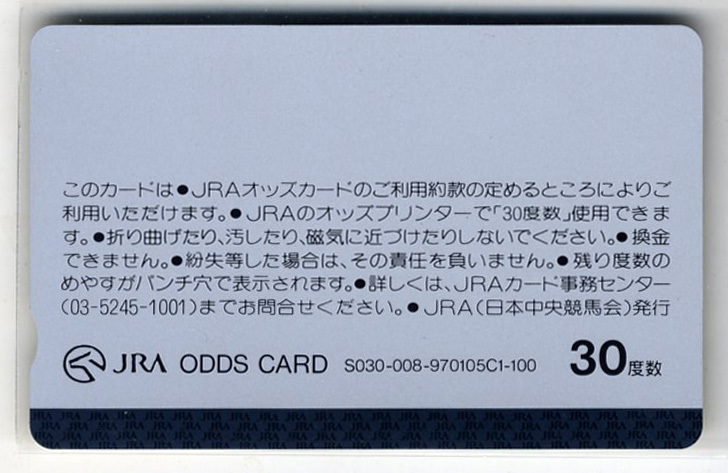 このカードは●JRAオッズカードのご利用約款の定めるところによりご
利用いただけます。●JRAのオッズプリンターで「30度数」使用できま
す。●折り曲げたり、汚したり、磁気に近づけたりしないでください。●換金
できません。●紛失等した場合は、その責任を負いません。●残り度数の
めやすがパンチ穴で表示されます。●詳しくは、JRAカード事務センター
(03-5245-1001)までお問合せください。●JRA(日本中央競馬会)発行
JRA ODDS CARD S030-008-970105C1-100 30度数